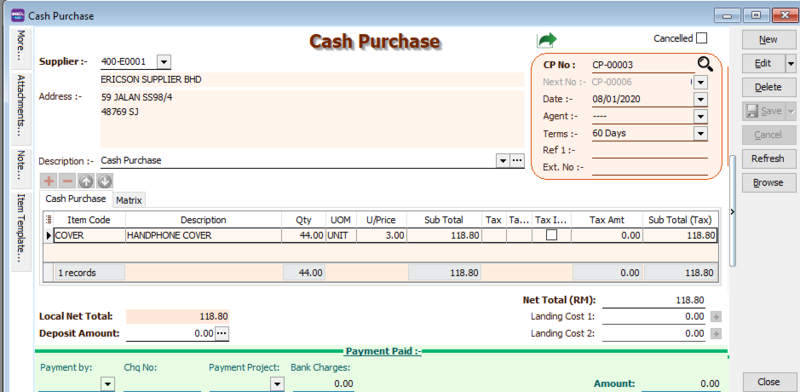 Cash Purchase
More...
Attachments...
Note...
Item Template...
Cash Purchase
Cancelled
Supplier :- 400-E0001
ERICSON SUPPLIER BHD
Address :- 59 JALAN SS98/4
48769 SJ
Description :- Cash Purchase
CP No : CP-00003
Next No :- CP-00006
Date :- 08/01/2020
Agent :- ----
Terms :- 60 Days
Ref 1 :-
Ext. No :-
New
Edit
Delete
Save
Cancel
Refresh
Browse
Cash Purchase Matrix
Item Code Description Qty UOM U/Price Sub Total Tax Ta... Tax I... Tax Amt Sub Total (Tax)
COVER HANDPHONE COVER 44.00 UNIT 3.00 118.80 0.00 118.80
1 records 44.00 118.80 0.00 118.80
Net Total (RM): 118.80
Local Net Total: 118.80
Landing Cost 1: 0.00
Deposit Amount: 0.00
Landing Cost 2: 0.00
Payment Paid :-
Payment by: Chq No: Payment Project: Bank Charges:
0.00 Amount: 0.00
Close